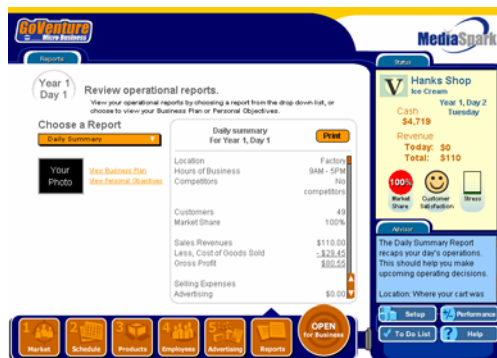 GoVenture
Micro Business
MediaSpark
Reports
Status
Year 1
Day 1
Review operational reports.
View your operational reports by choosing a report from the drop down list, or
choose to view your Business Plan or Personal Objectives.
Choose a Report
Daily Summary
Your
Photo
View Business Plan
View Personal Objectives
Daily summary
For Year 1, Day 1
Print
Location Factory
Hours of Business 9AM - 5PM
Competitors No
competitors
Customers 49
Market Share 100%
Sales Revenues $110.00
Less, Cost of Goods Sold - $29.45
Gross Profit $80.55
Selling Expenses
Advertising $0.00
V
Hanks Shop
Ice Cream
Year 1, Day 2
Cash Tuesday
$4,719
Revenue
Today: $0
Total: $110
100%
Market
Share
Customer
Satisfaction
Stress
Advisor
The Daily Summary Report
recaps your day's operations.
This should help you make
upcoming operating decisions.
Location: Where your cart was
1 Market
2 Schedule
3 Products
4 Employees
5 Advertising
Reports
OPEN
for Business
Setup
Performance
To Do List
Help